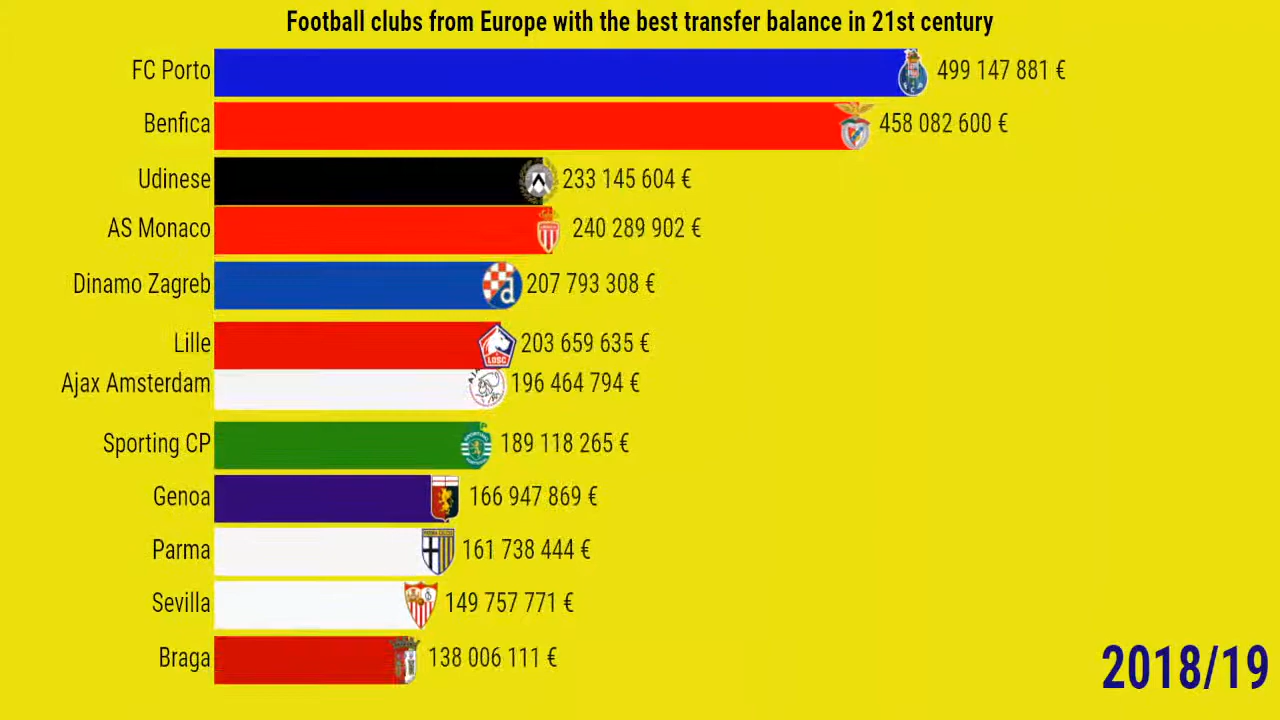 Football clubs from Europe with the best transfer balance in 21st century
FC Porto 499 147 881 €
Benfica 458 082 600 €
Udinese 233 145 604 €
AS Monaco 240 289 902 €
Dinamo Zagreb 207 793 308 €
Lille LOSC 203 659 635 €
Ajax Amsterdam 196 464 794 €
Sporting CP 189 118 265 €
Genoa 166 947 869 €
Parma 161 738 444 €
Sevilla 149 757 771 €
Braga 138 006 111 €
2018/19